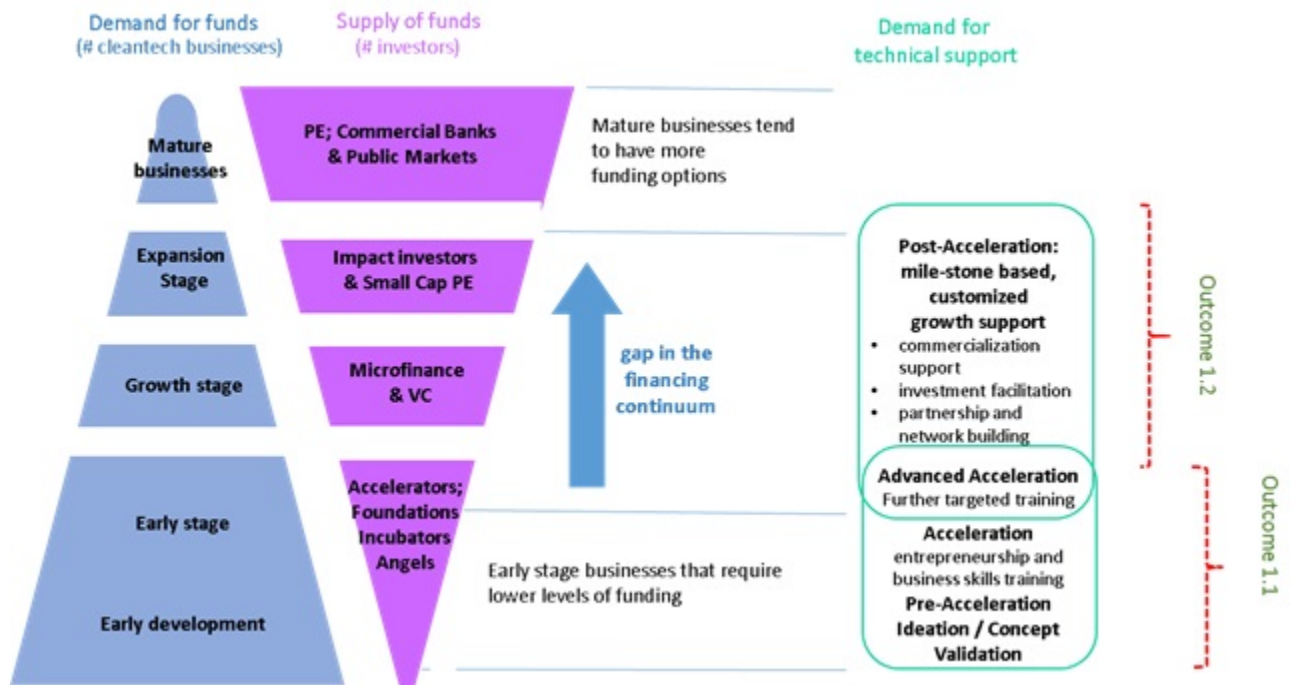 Demand for funds
(# cleantech businesses)
Supply of funds
(# investors)
Demand for
technical support
Mature
businesses
PE; Commercial Banks
& Public Markets
Mature businesses tend
to have more
funding options
Expansion
Stage
Impact investors
& Small Cap PE
Growth stage
Microfinance
& VC
gap in the
financing
continuum
Early stage
Early development
Accelerators;
Foundations
Incubators
Angels
Early stage businesses that require
lower levels of funding
Post-Acceleration:
mile-stone based,
customized
growth support
• commercialization
support
• investment facilitation
• partnership and
network building
Advanced Acceleration
Further targeted training
Acceleration
entrepreneurship and
business skills training
Pre-Acceleration
Ideation / Concept
Validation
Outcome 1.2
Outcome 1.1